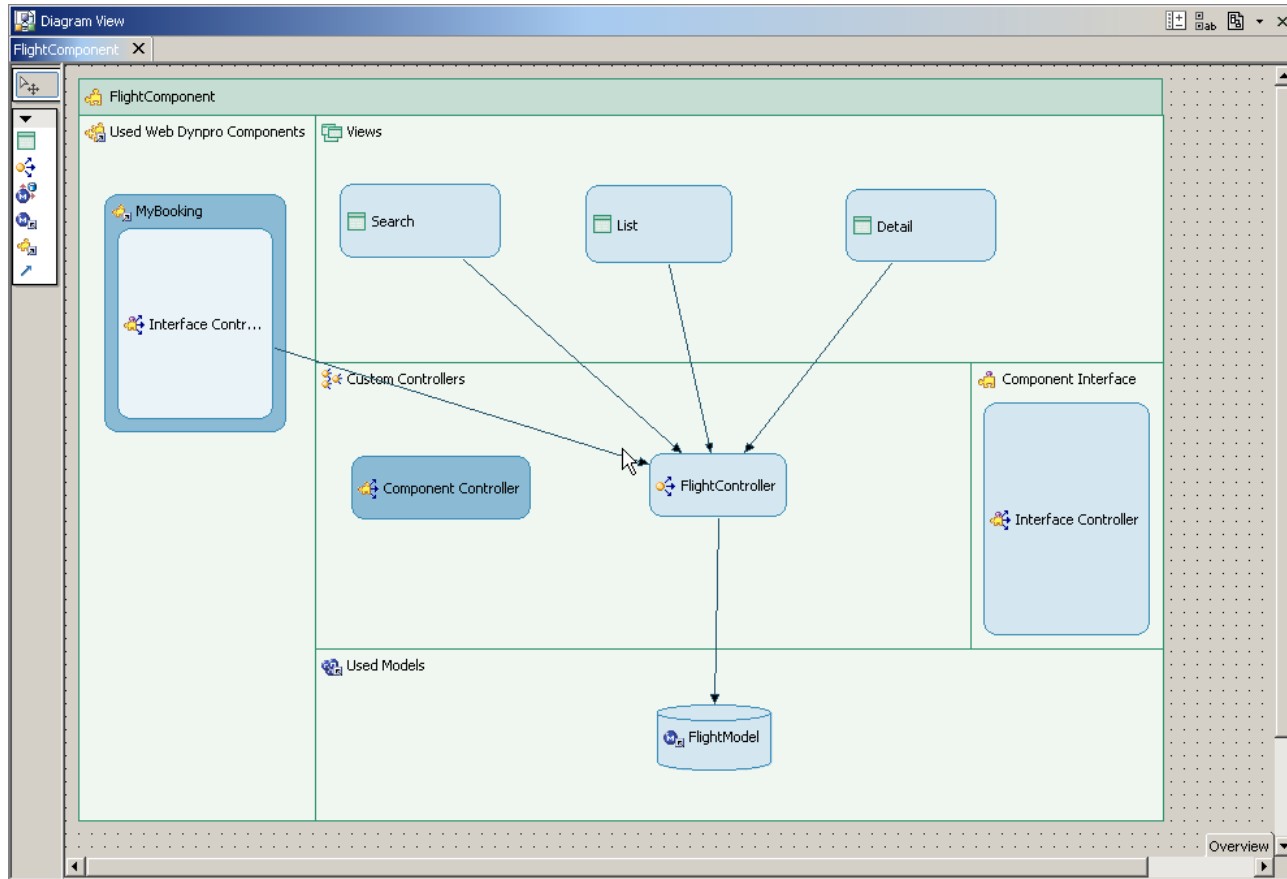 Diagram View
FlightComponent
FlightComponent
Used Web Dynpro Components
Views
MyBooking
Search
List
Detail
Interface Contr...
Custom Controllers
Component Interface
Component Controller
FlightController
Interface Controller
Used Models
FlightModel
Overview